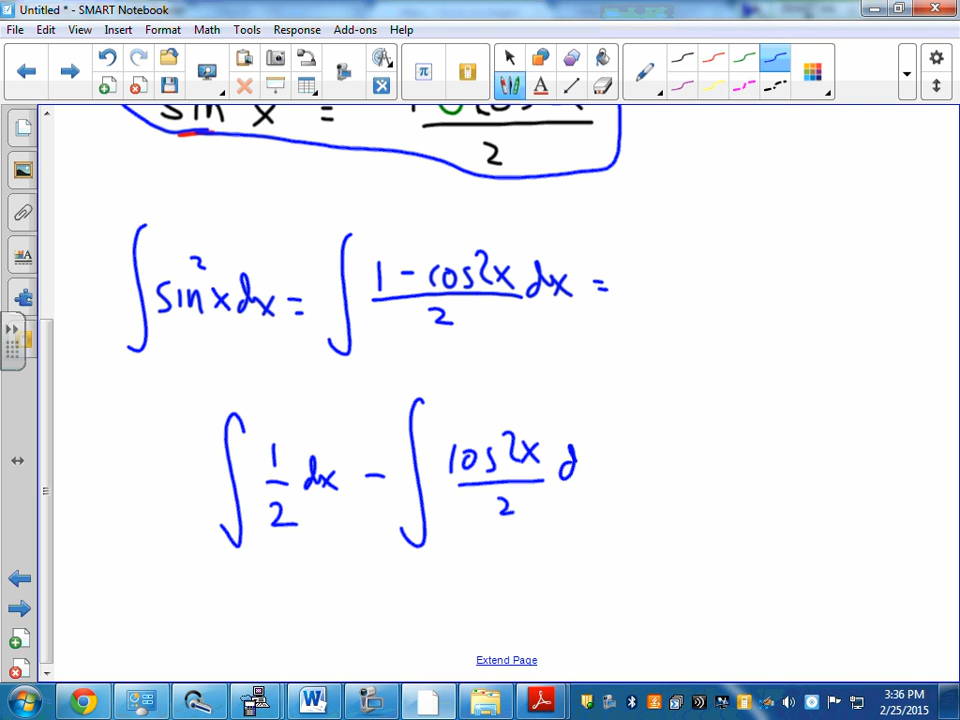 Untitled * - SMART Notebook
File Edit View Insert Format Math Tools Response Add-ons Help
sin x =
2
∫ sin²x dx = ∫ (1 - cos2x)/2 dx =
∫ 1/2 dx - ∫ cos2x/2 d
Extend Page
3:36 PM
2/25/2015